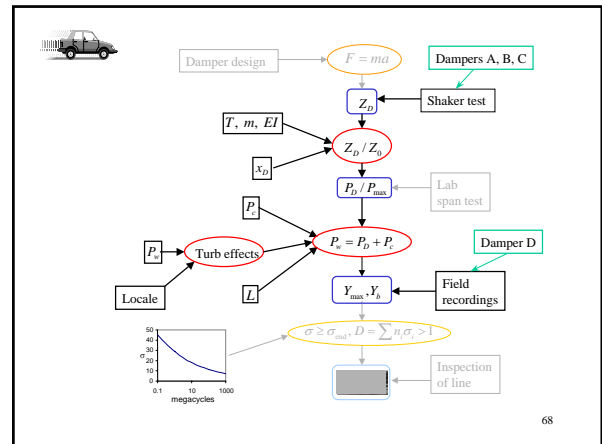 Damper design
F = ma
Dampers A, B, C
Z_D
Shaker test
T, m, EI
Z_D / Z_0
x_D
P_D / P_max
Lab
span test
P_c
P_w
Turb effects
P_w = P_D + P_c
Damper D
Locale
L
Y_max, Y_b
Field
recordings
σ ≥ σ_end, D = ∑ n_i σ_i > 1
50
40
30
20
10
0
σ
0.1
10
1000
megacycles
Inspection
of line
68